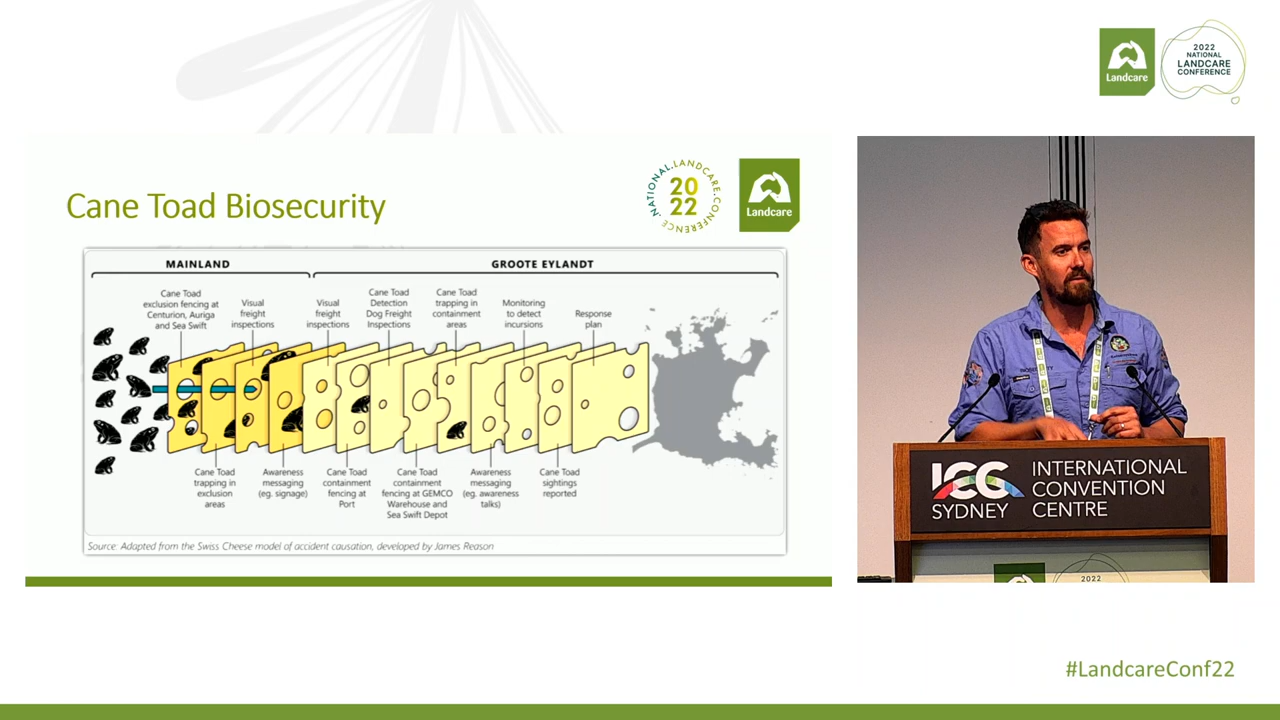 Landcare
2022
NATIONAL
LANDCARE
CONFERENCE
Cane Toad Biosecurity
NATIONAL.LANDCARE.CONFERENCE.
20
22
Landcare
MAINLAND
GROOTE EYLANDT
Cane Toad
exclusion fencing at
Centurion, Auriga
and Sea Swift
Visual
freight
inspections
Visual
freight
inspections
Cane Toad
Detection
Dog Freight
Inspections
Cane Toad
trapping in
containment
areas
Monitoring
to detect
incursions
Response
plan
Cane Toad
trapping in
exclusion
areas
Awareness
messaging
(eg. signage)
Cane Toad
containment
fencing at
Port
Cane Toad
containment
fencing at GEMCO
Warehouse and
Sea Swift Depot
Awareness
messaging
(eg. awareness
talks)
Cane Toad
sightings
reported
Source: Adapted from the Swiss Cheese model of accident causation, developed by James Reason
ICC
SYDNEY
INTERNATIONAL
CONVENTION
CENTRE
2022
#LandcareConf22